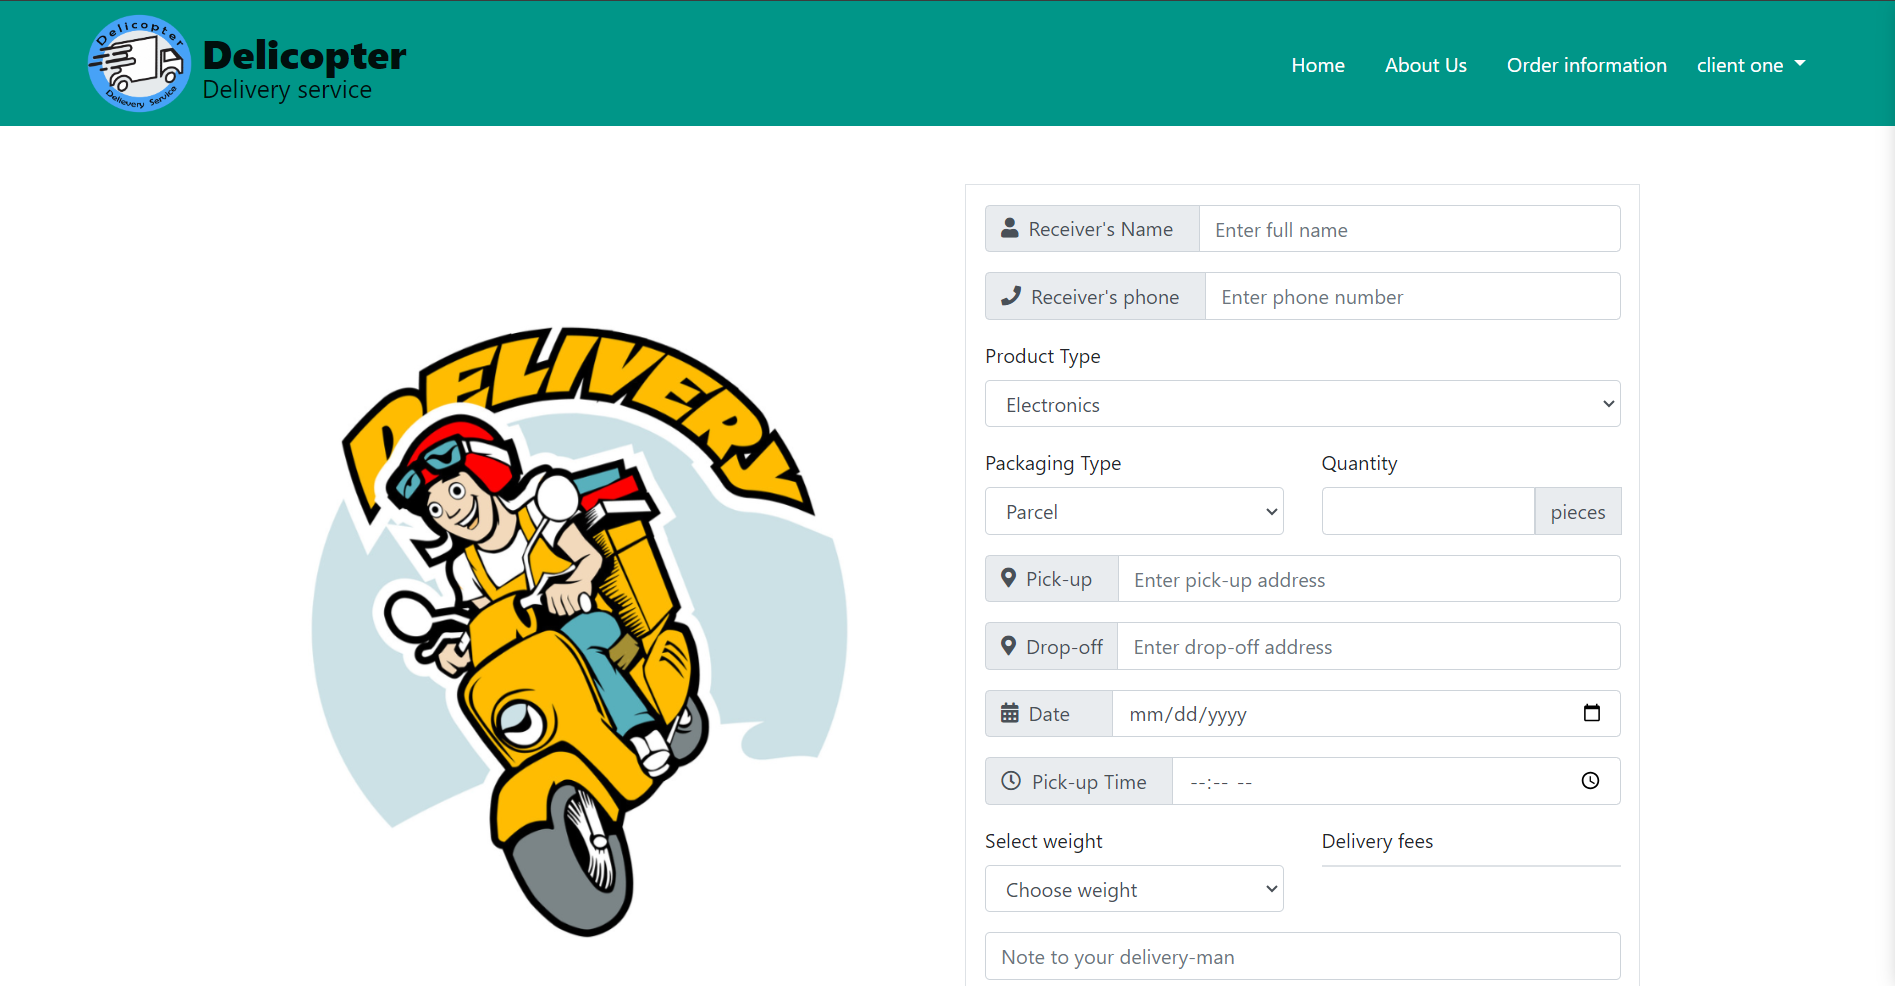 Delicopter
Delievery Service
Delicopter
Delivery service
Home About Us Order information client one
DELIVERY
Receiver's Name Enter full name
Receiver's phone Enter phone number
Product Type
Electronics
Packaging Type Quantity
Parcel pieces
Pick-up Enter pick-up address
Drop-off Enter drop-off address
Date mm/dd/yyyy
Pick-up Time --:-- --
Select weight Delivery fees
Choose weight
Note to your delivery-man